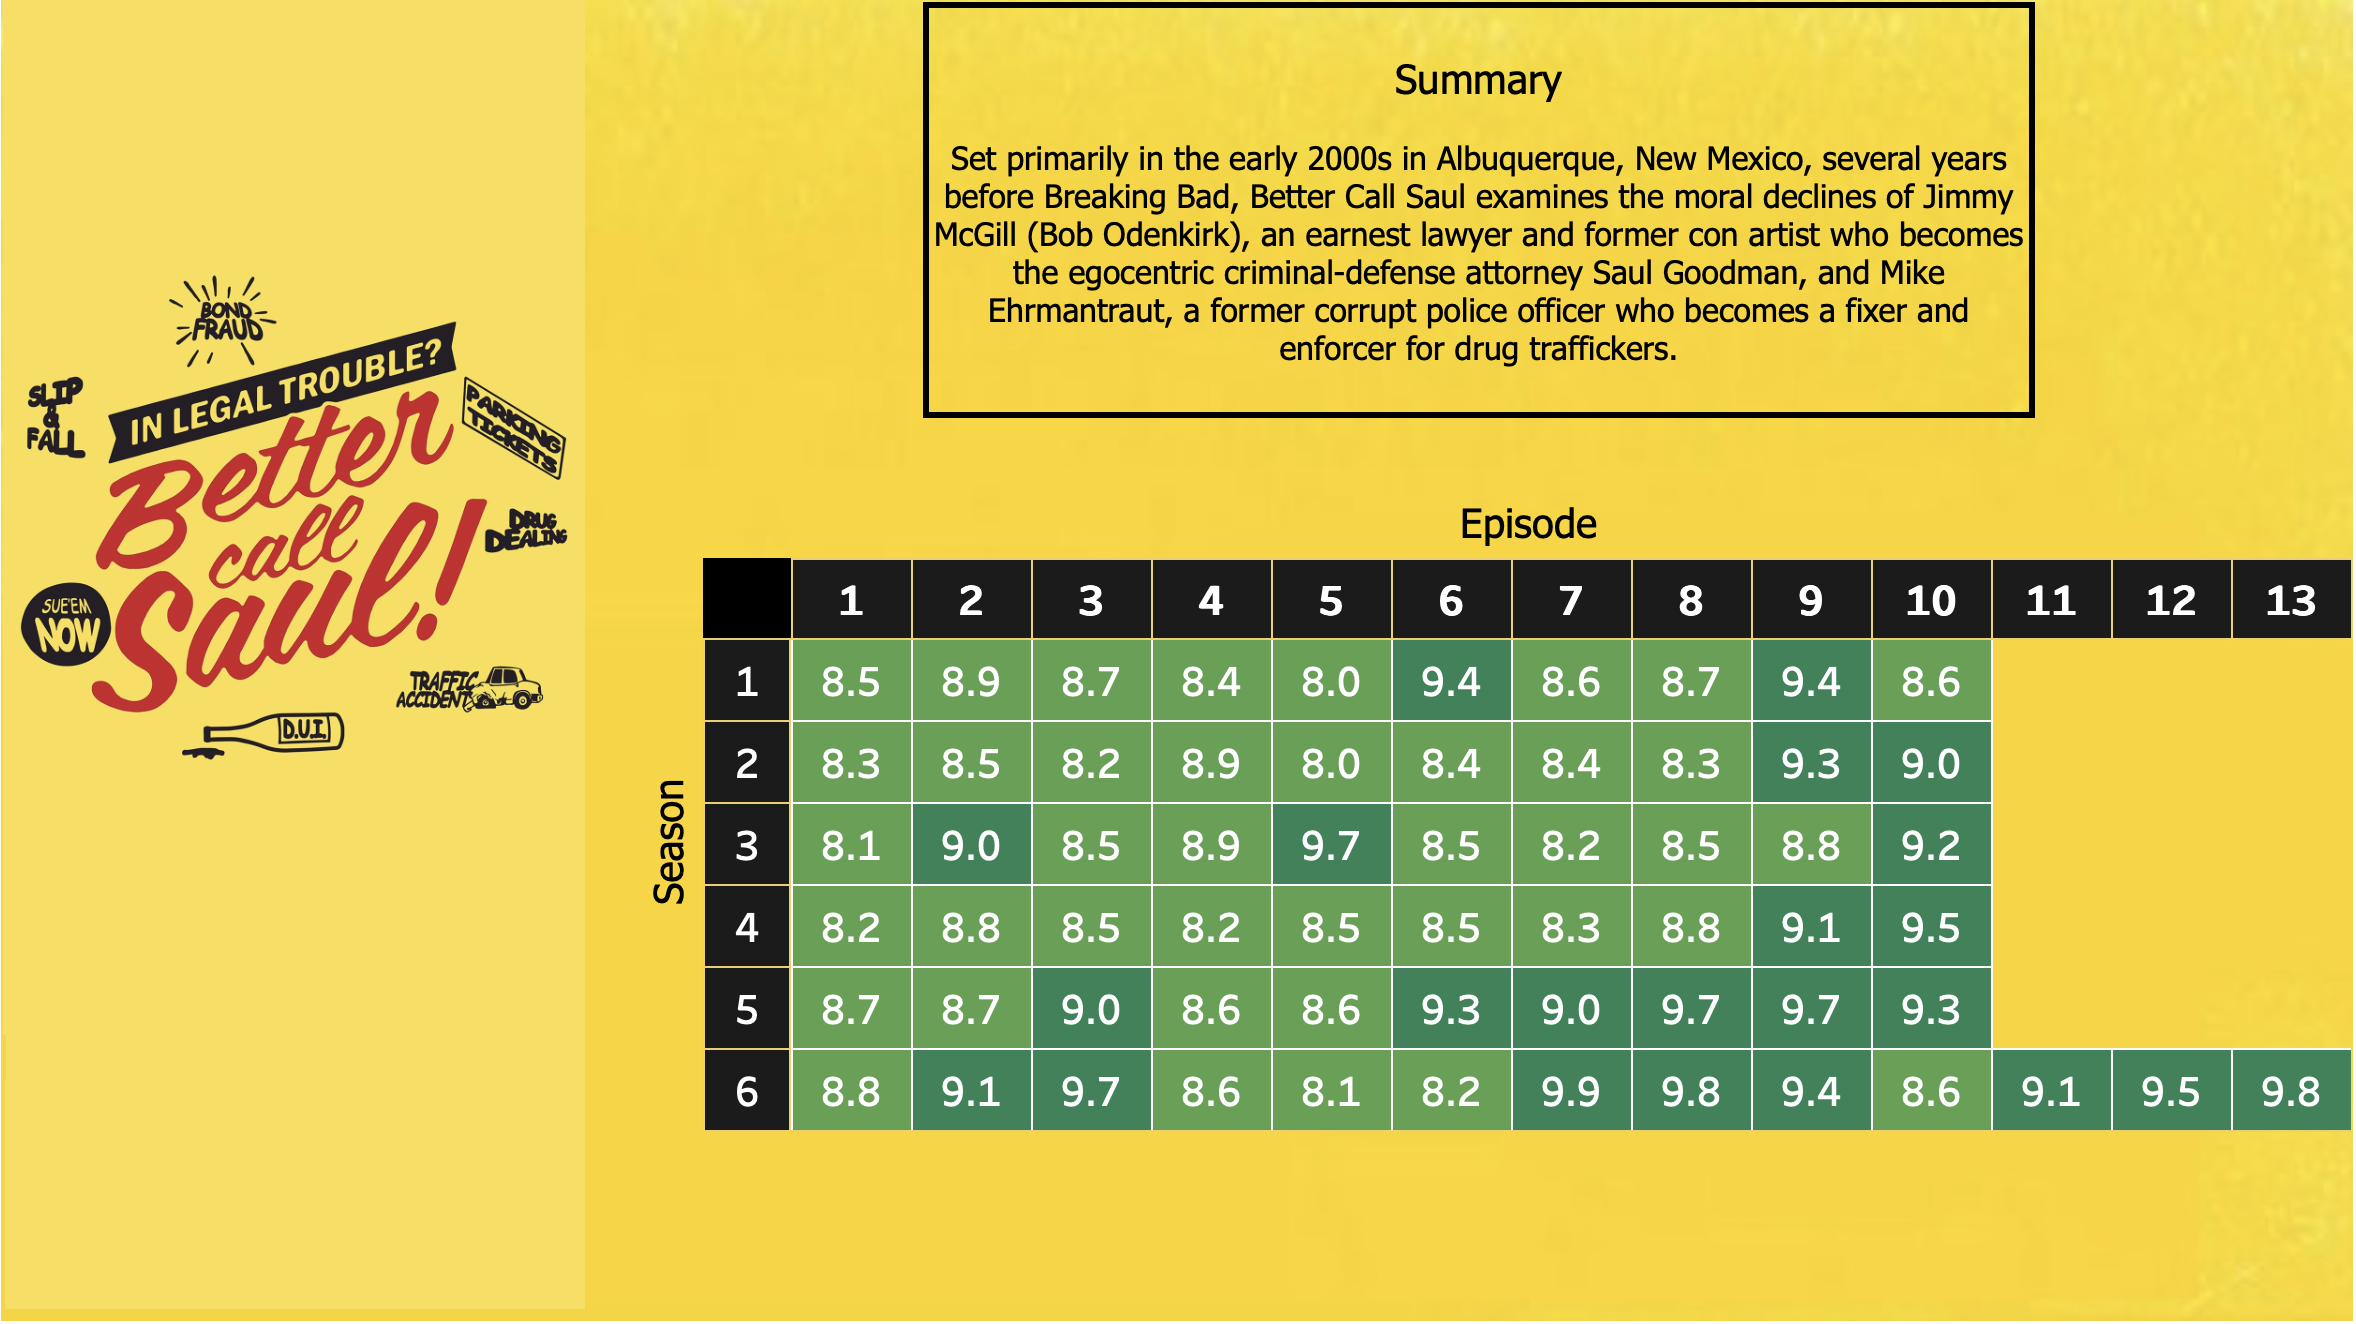 BOND
FRAUD
SLIP
&
FALL
IN LEGAL TROUBLE?
PARKING
TICKETS
Better
call
Saul!
DRUG
DEALING
SUE'EM
NOW
TRAFFIC
ACCIDENT
D.U.I.
Summary
Set primarily in the early 2000s in Albuquerque, New Mexico, several years
before Breaking Bad, Better Call Saul examines the moral declines of Jimmy
McGill (Bob Odenkirk), an earnest lawyer and former con artist who becomes
the egocentric criminal-defense attorney Saul Goodman, and Mike
Ehrmantraut, a former corrupt police officer who becomes a fixer and
enforcer for drug traffickers.
Episode
1 2 3 4 5 6 7 8 9 10 11 12 13
Season
1 8.5 8.9 8.7 8.4 8.0 9.4 8.6 8.7 9.4 8.6
2 8.3 8.5 8.2 8.9 8.0 8.4 8.4 8.3 9.3 9.0
3 8.1 9.0 8.5 8.9 9.7 8.5 8.2 8.5 8.8 9.2
4 8.2 8.8 8.5 8.2 8.5 8.5 8.3 8.8 9.1 9.5
5 8.7 8.7 9.0 8.6 8.6 9.3 9.0 9.7 9.7 9.3
6 8.8 9.1 9.7 8.6 8.1 8.2 9.9 9.8 9.4 8.6 9.1 9.5 9.8